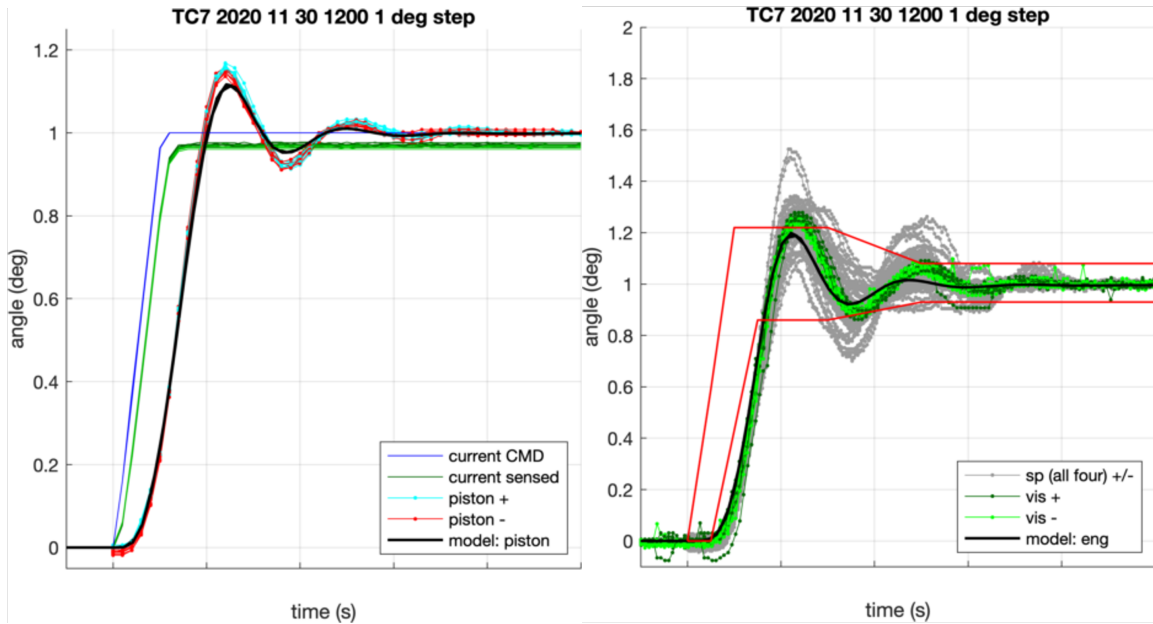 TC7 2020 11 30 1200 1 deg step
1.2
1
0.8
0.6
0.4
0.2
0
angle (deg)
time (s)
current CMD
current sensed
piston +
piston -
model: piston
TC7 2020 11 30 1200 1 deg step
2
1.8
1.6
1.4
1.2
1
0.8
0.6
0.4
0.2
0
angle (deg)
time (s)
sp (all four) +/-
vis +
vis -
model: eng